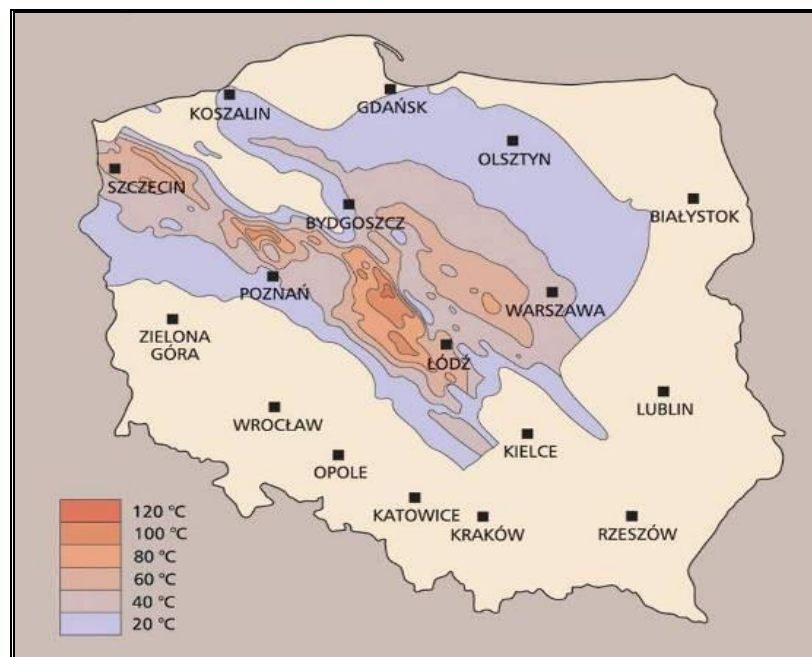 KOSZALIN
GDAŃSK
OLSZTYN
SZCZECIN
BYDGOSZCZ
BIAŁYSTOK
POZNAŃ
WARSZAWA
ZIELONA
GÓRA
ŁÓDŹ
WROCŁAW
LUBLIN
KIELCE
OPOLE
KATOWICE
KRAKÓW
RZESZÓW
120 °C
100 °C
80 °C
60 °C
40 °C
20 °C